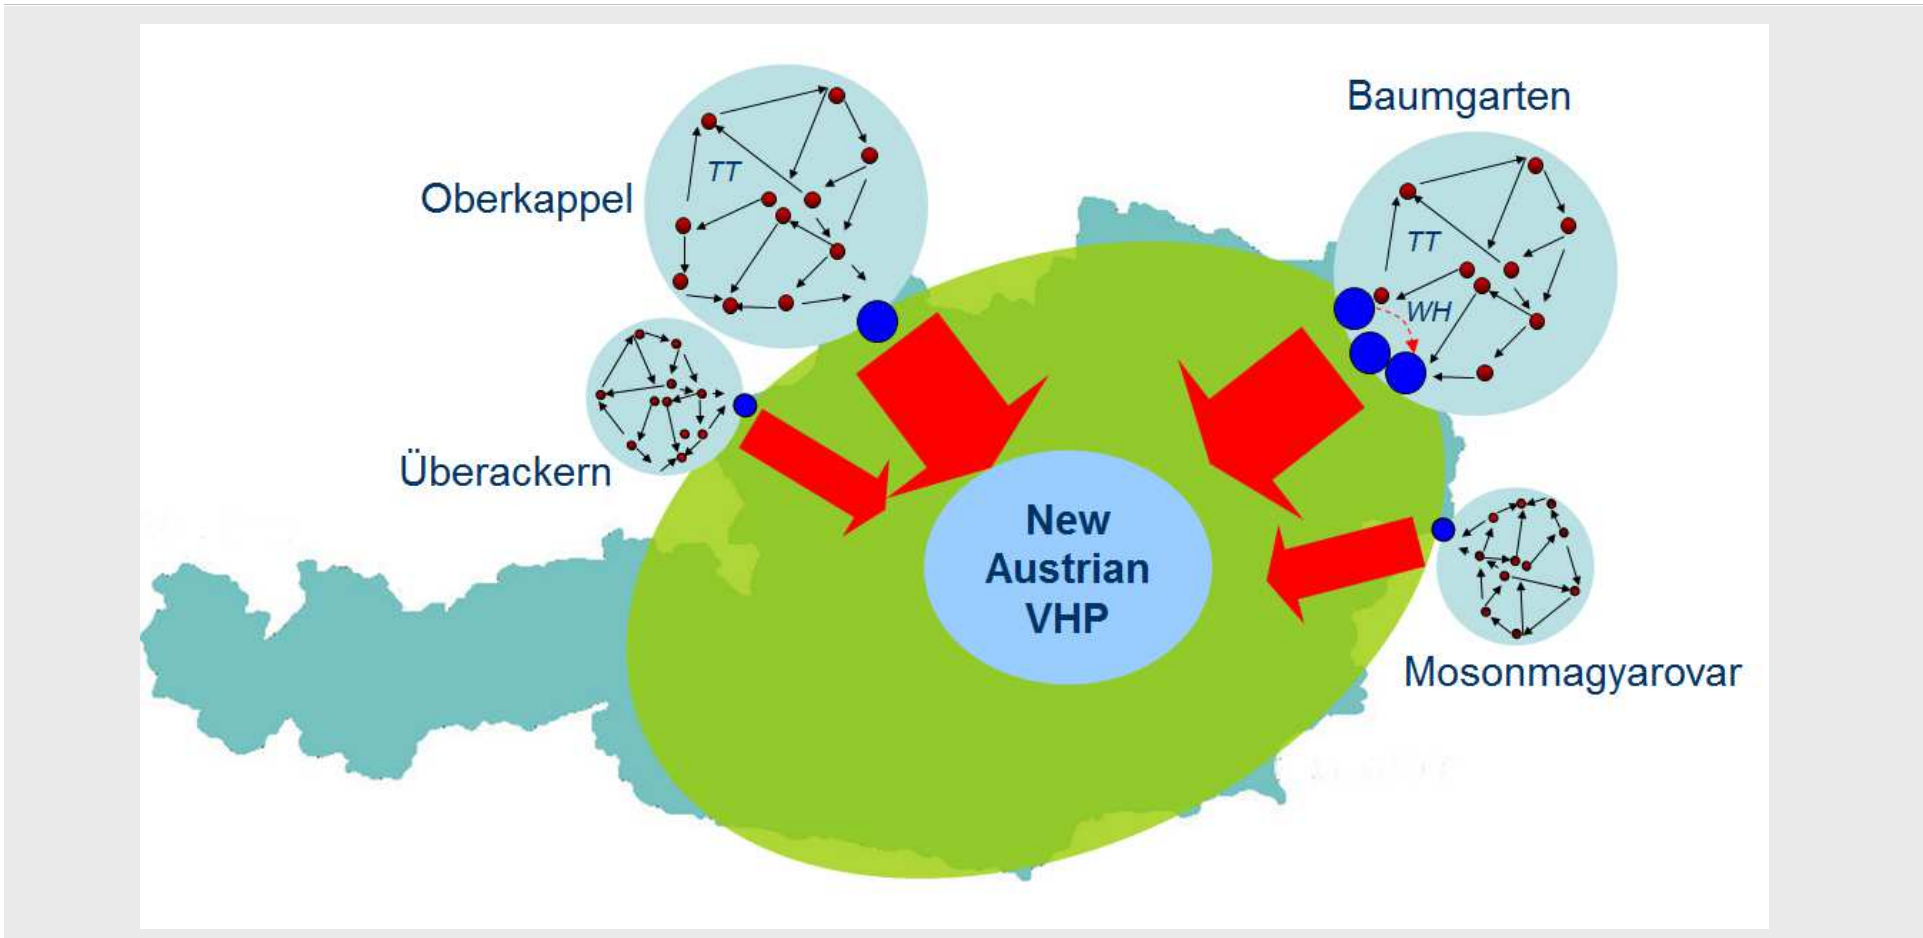 Baumgarten
TT
Oberkappel
TT
WH
Überackern
New
Austrian
VHP
Mosonmagyarovar